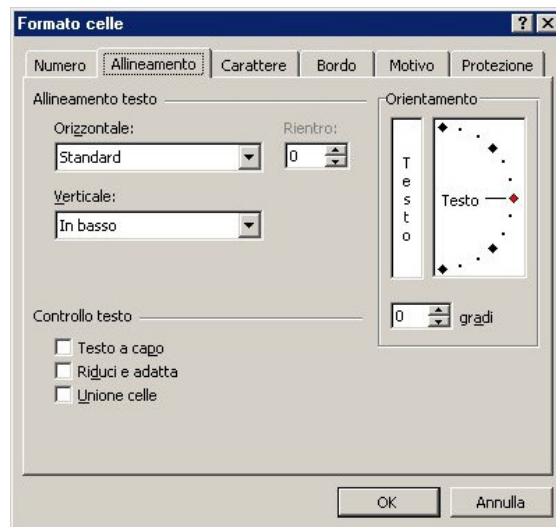 Formato celle
Numero Allineamento Carattere Bordo Motivo Protezione
Allineamento testo
Orizzontale:
Rientro:
Standard
0
Verticale:
In basso
Orientamento
Testo
Testo
0 gradi
Controllo testo
Testo a capo
Riduci e adatta
Unione celle
OK Annulla